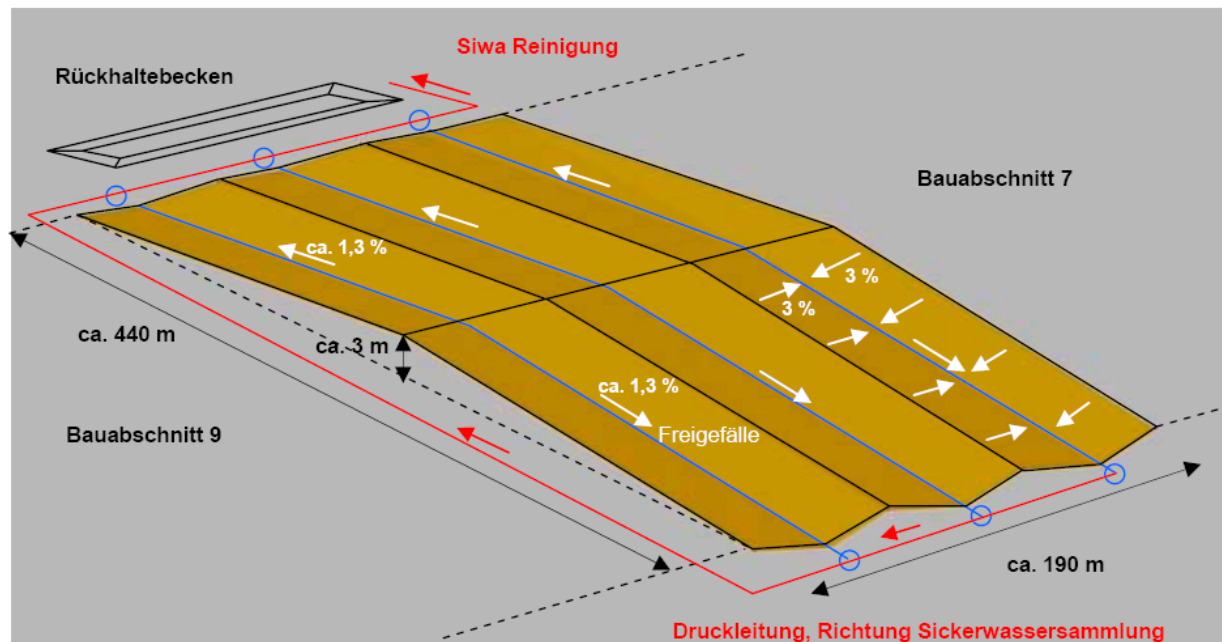 Siwa Reinigung
Rückhaltebecken
Bauabschnitt 7
ca. 1,3 %
3 %
3 %
ca. 440 m
ca. 3 m
ca. 1,3 %
Bauabschnitt 9
Freigefälle
ca. 190 m
Druckleitung, Richtung Sickerwassersammlung